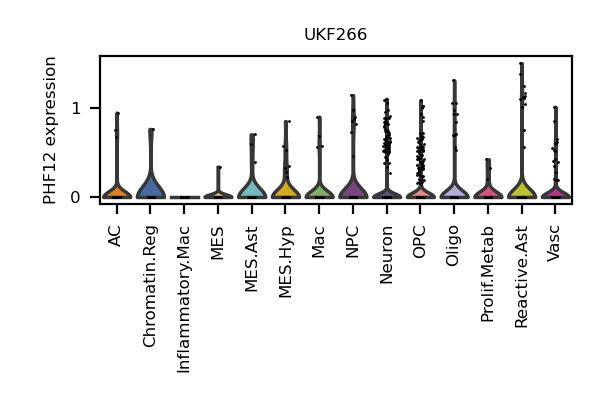 UKF266
PHF12 expression
1
0
AC
Chromatin.Reg
Inflammatory.Mac
MES
MES.Ast
MES.Hyp
Mac
NPC
Neuron
OPC
Oligo
Prolif.Metab
Reactive.Ast
Vasc